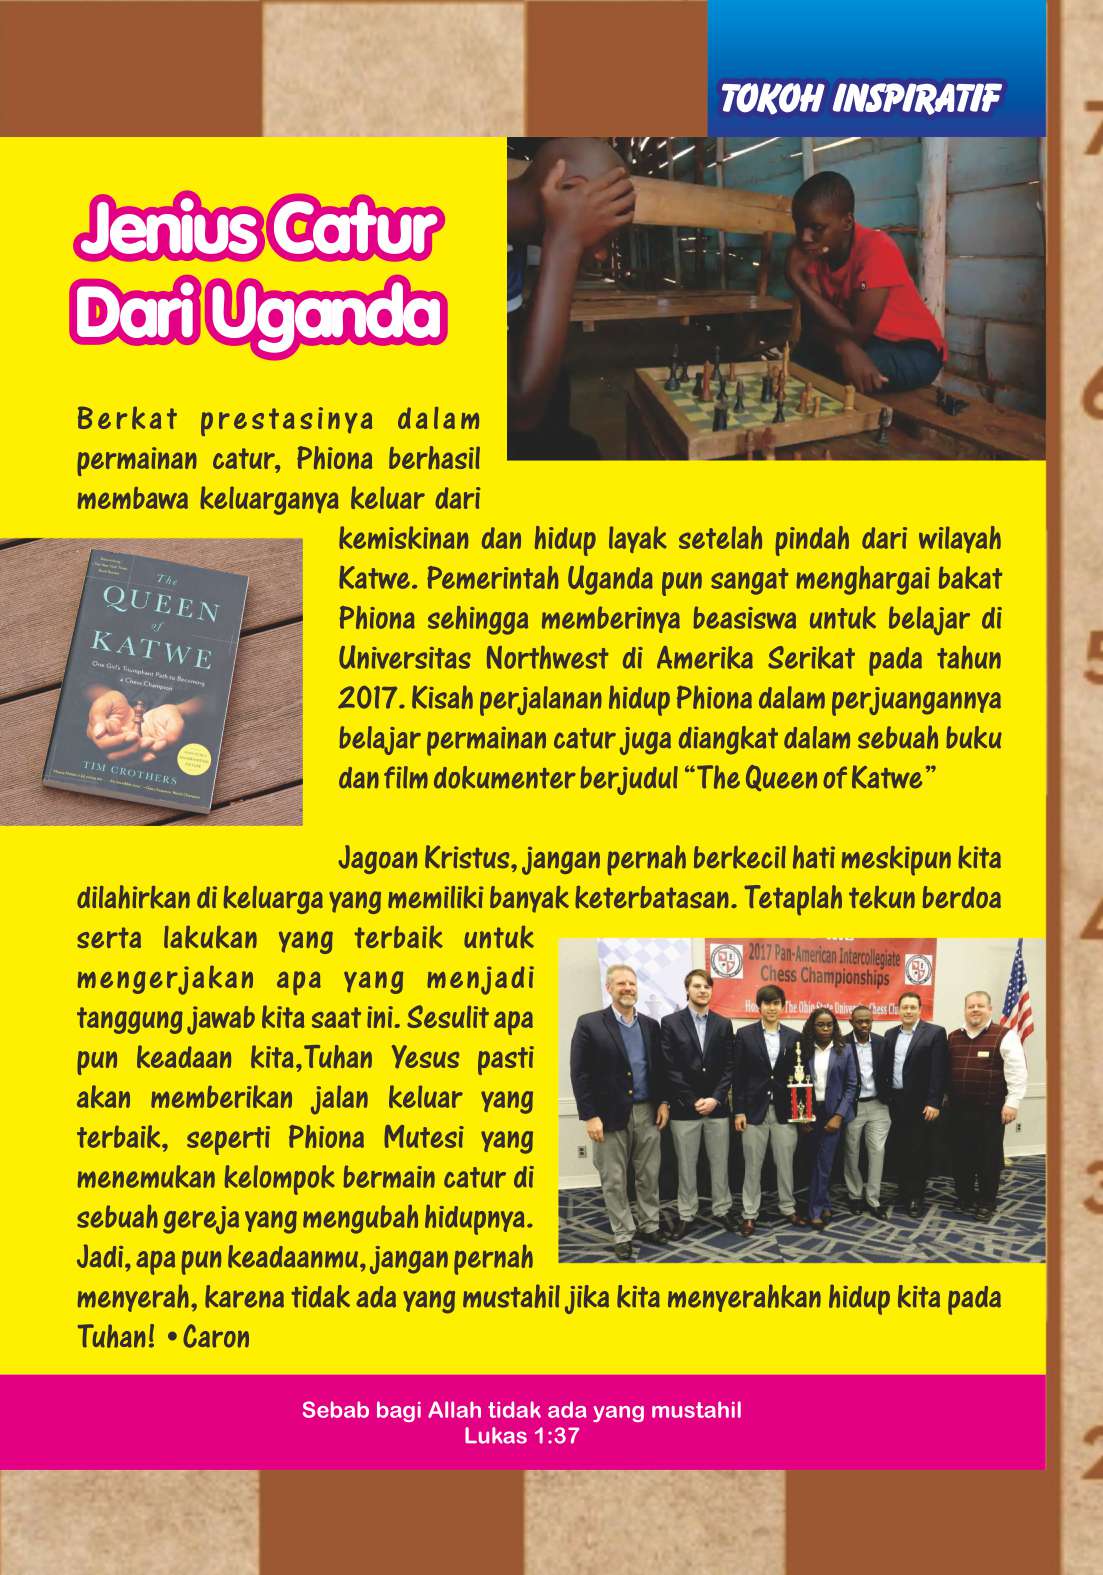 TOKOH INSPIRATIF
Jenius Catur
Dari Uganda
Berkat prestasinya dalam
permainan catur, Phiona berhasil
membawa keluarganya keluar dari
kemiskinan dan hidup layak setelah pindah dari wilayah
Katwe. Pemerintah Uganda pun sangat menghargai bakat
Phiona sehingga memberinya beasiswa untuk belajar di
Universitas Northwest di Amerika Serikat pada tahun
2017. Kisah perjalanan hidup Phiona dalam perjuangannya
belajar permainan catur juga diangkat dalam sebuah buku
dan film dokumenter berjudul “The Queen of Katwe”
The
QUEEN
of
KATWE
One Girl's Triumphant Path to Becoming
a Chess Champion
TIM CROTHERS
Jagoan Kristus, jangan pernah berkecil hati meskipun kita
dilahirkan di keluarga yang memiliki banyak keterbatasan. Tetaplah tekun berdoa
serta lakukan yang terbaik untuk
mengerjakan apa yang menjadi
tanggung jawab kita saat ini. Sesulit apa
pun keadaan kita,Tuhan Yesus pasti
akan memberikan jalan keluar yang
terbaik, seperti Phiona Mutesi yang
menemukan kelompok bermain catur di
sebuah gereja yang mengubah hidupnya.
Jadi, apa pun keadaanmu, jangan pernah
menyerah, karena tidak ada yang mustahil jika kita menyerahkan hidup kita pada
Tuhan! • Caron
2017 Pan-American Intercollegiate
Chess Championships
The Ohio State University Chess
Sebab bagi Allah tidak ada yang mustahil
Lukas 1:37
7
6
5
4
3
2